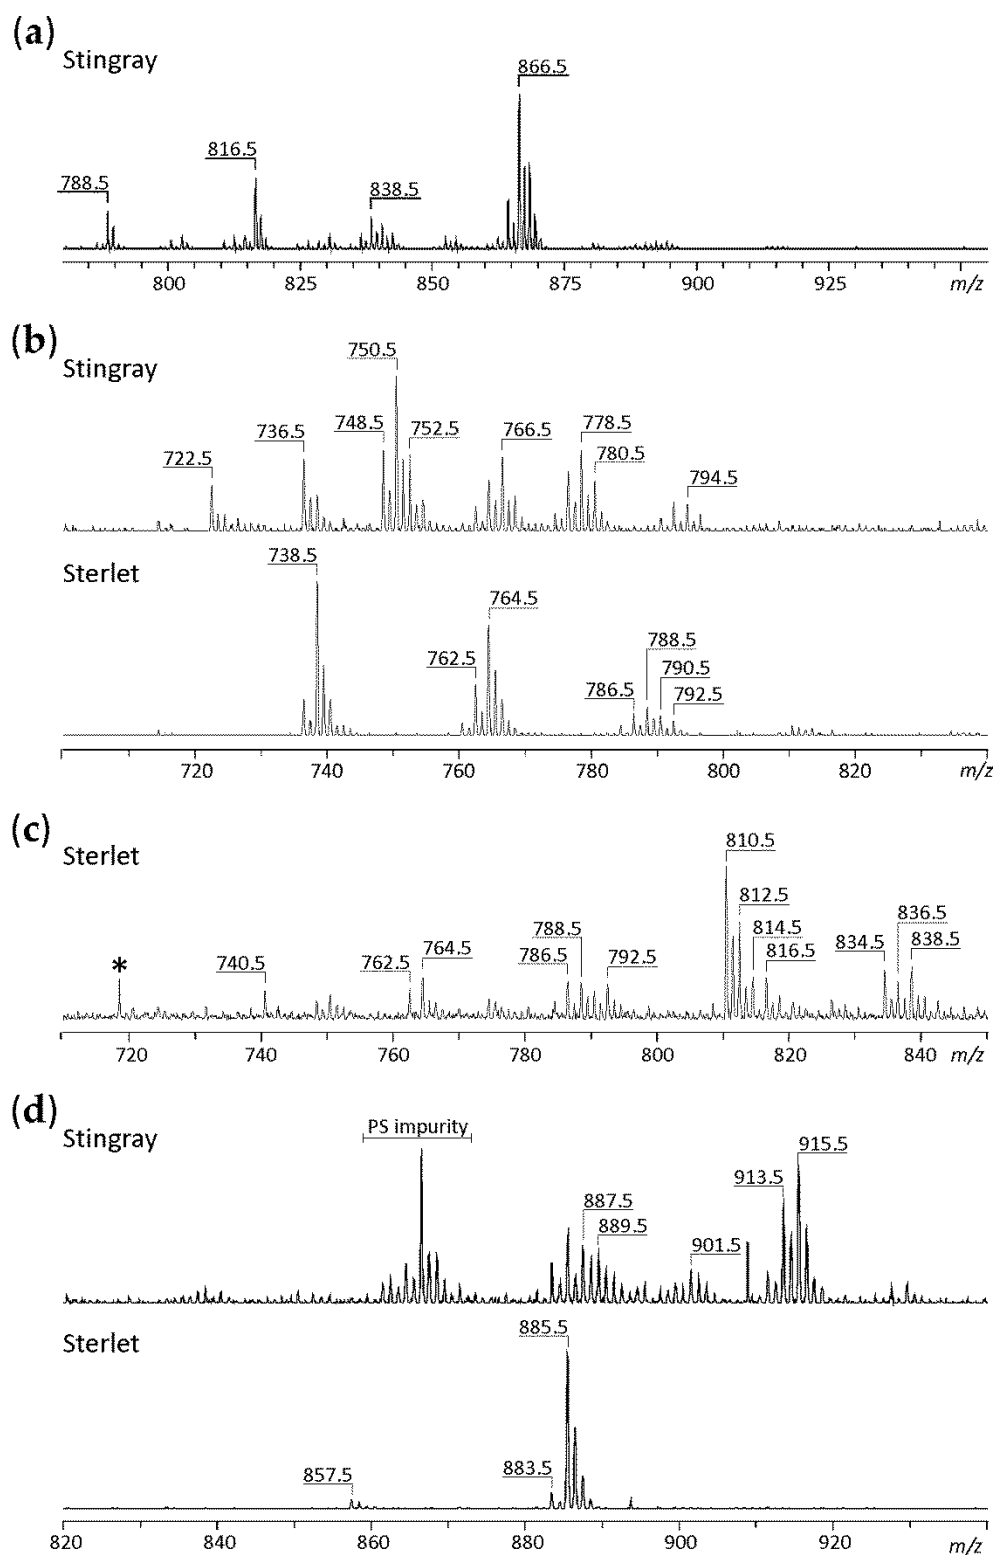 (a)
Stingray
866.5
816.5
788.5
838.5
800 825 850 875 900 925 m/z
(b)
Stingray
750.5
748.5 752.5 766.5 778.5
736.5
780.5
722.5
794.5
Sterlet
738.5
764.5
788.5
762.5
790.5
786.5 792.5
720 740 760 780 800 820 m/z
(c)
Sterlet
810.5
812.5
836.5
788.5 814.5
834.5
764.5 786.5 792.5 816.5 838.5
* 740.5 762.5
720 740 760 780 800 820 840 m/z
(d)
Stingray
PS impurity
915.5
913.5
887.5
889.5
901.5
Sterlet
885.5
883.5
857.5
820 840 860 880 900 920 m/z